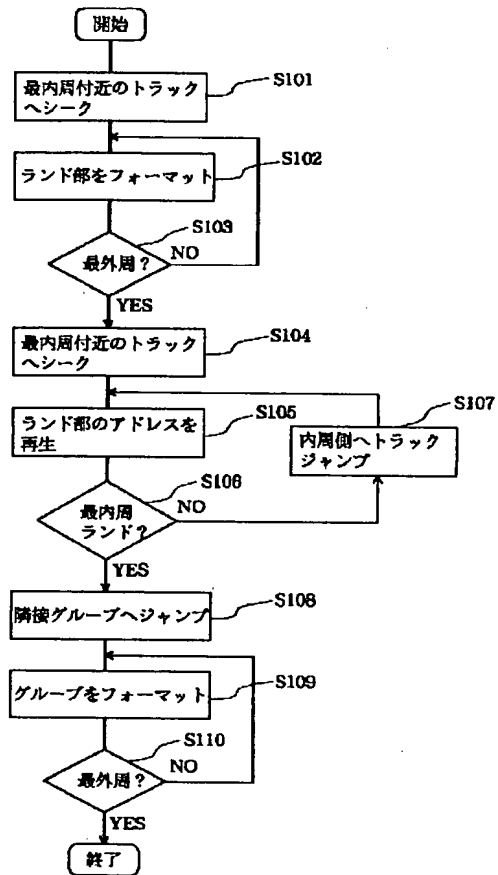 開始
最内周付近のトラック
へシーク
S101
ランド部をフォーマット
S102
最外周?
S103
NO
YES
最内周付近のトラック
へシーク
S104
ランド部のアドレスを
再生
S105
内周側へトラック
ジャンプ
S107
最内周
ランド?
S106
NO
YES
隣接グルーブへジャンプ
S108
グルーブをフォーマット
S109
最外周?
S110
NO
YES
終了